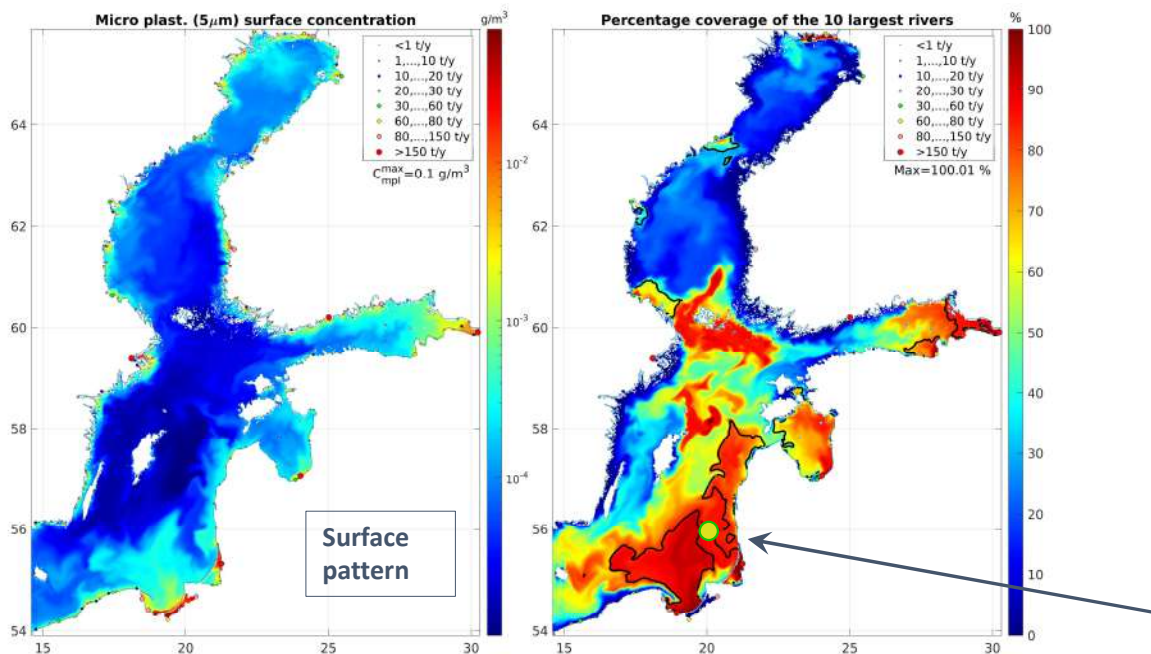 Micro plast. (5μm) surface concentration
g/m³
<1 t/y
1,...,10 t/y
10,...,20 t/y
20,...,30 t/y
30,...,60 t/y
60,...,80 t/y
80,...,150 t/y
>150 t/y
C_mpl^max=0.1 g/m³
10⁻²
10⁻³
10⁻⁴
64
62
60
58
56
54
15
20
25
30
Surface
pattern
Percentage coverage of the 10 largest rivers
%
<1 t/y
1,...,10 t/y
10,...,20 t/y
20,...,30 t/y
30,...,60 t/y
60,...,80 t/y
80,...,150 t/y
>150 t/y
Max=100.01 %
100
90
80
70
60
50
40
30
20
10
0
64
62
60
58
56
54
15
20
25
30